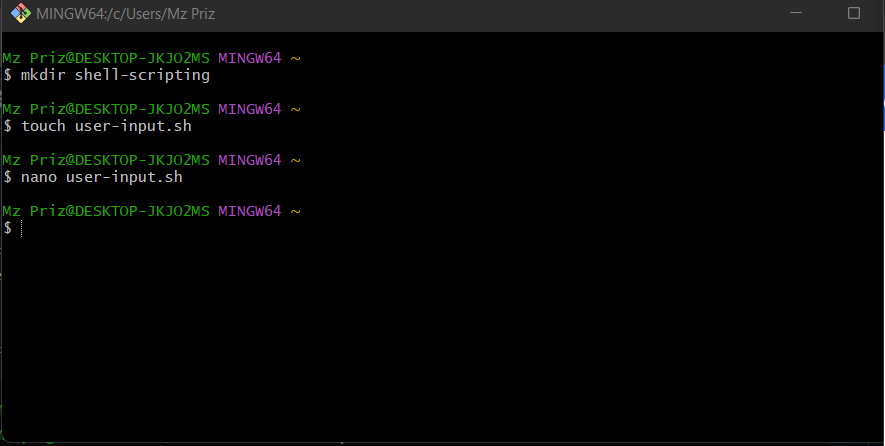 MINGW64:/c/Users/Mz Priz
Mz Priz@DESKTOP-JKJO2MS MINGW64 ~
$ mkdir shell-scripting
Mz Priz@DESKTOP-JKJO2MS MINGW64 ~
$ touch user-input.sh
Mz Priz@DESKTOP-JKJO2MS MINGW64 ~
$ nano user-input.sh
Mz Priz@DESKTOP-JKJO2MS MINGW64 ~
$